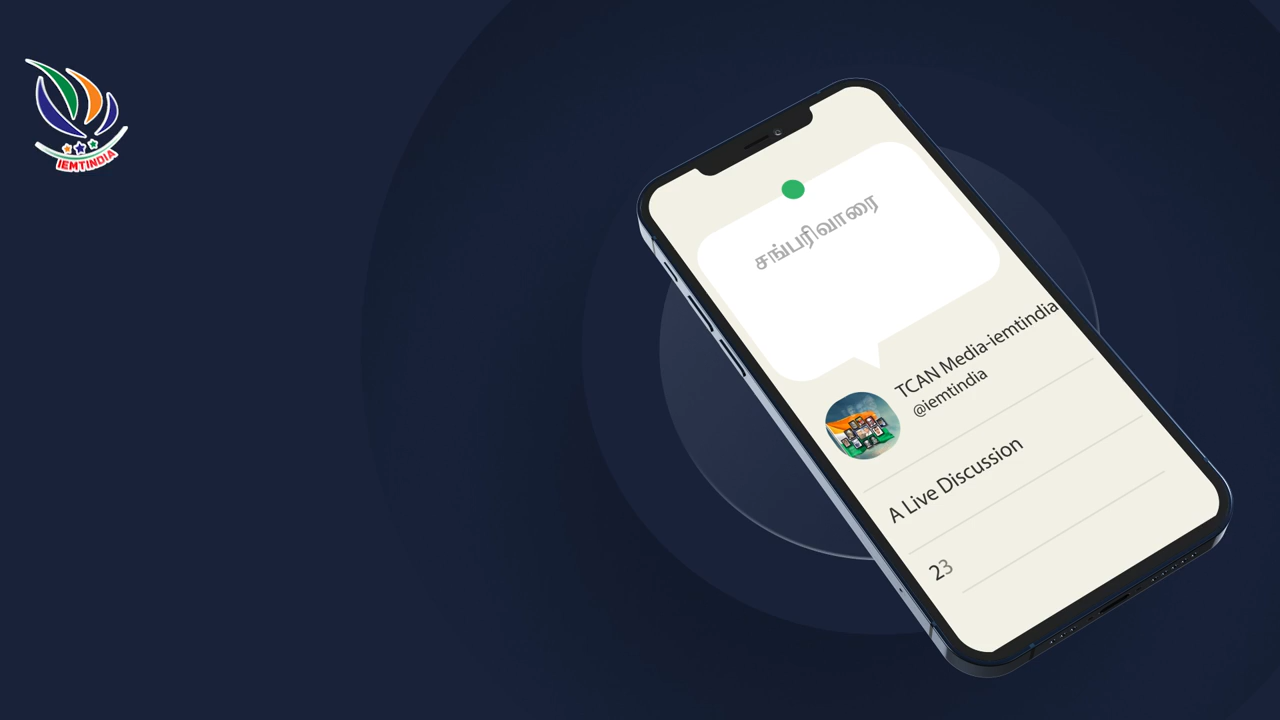 IEMTINDIA
சங்பரிவாரை
TCAN Media-iemtindia
@iemtindia
A Live Discussion
23